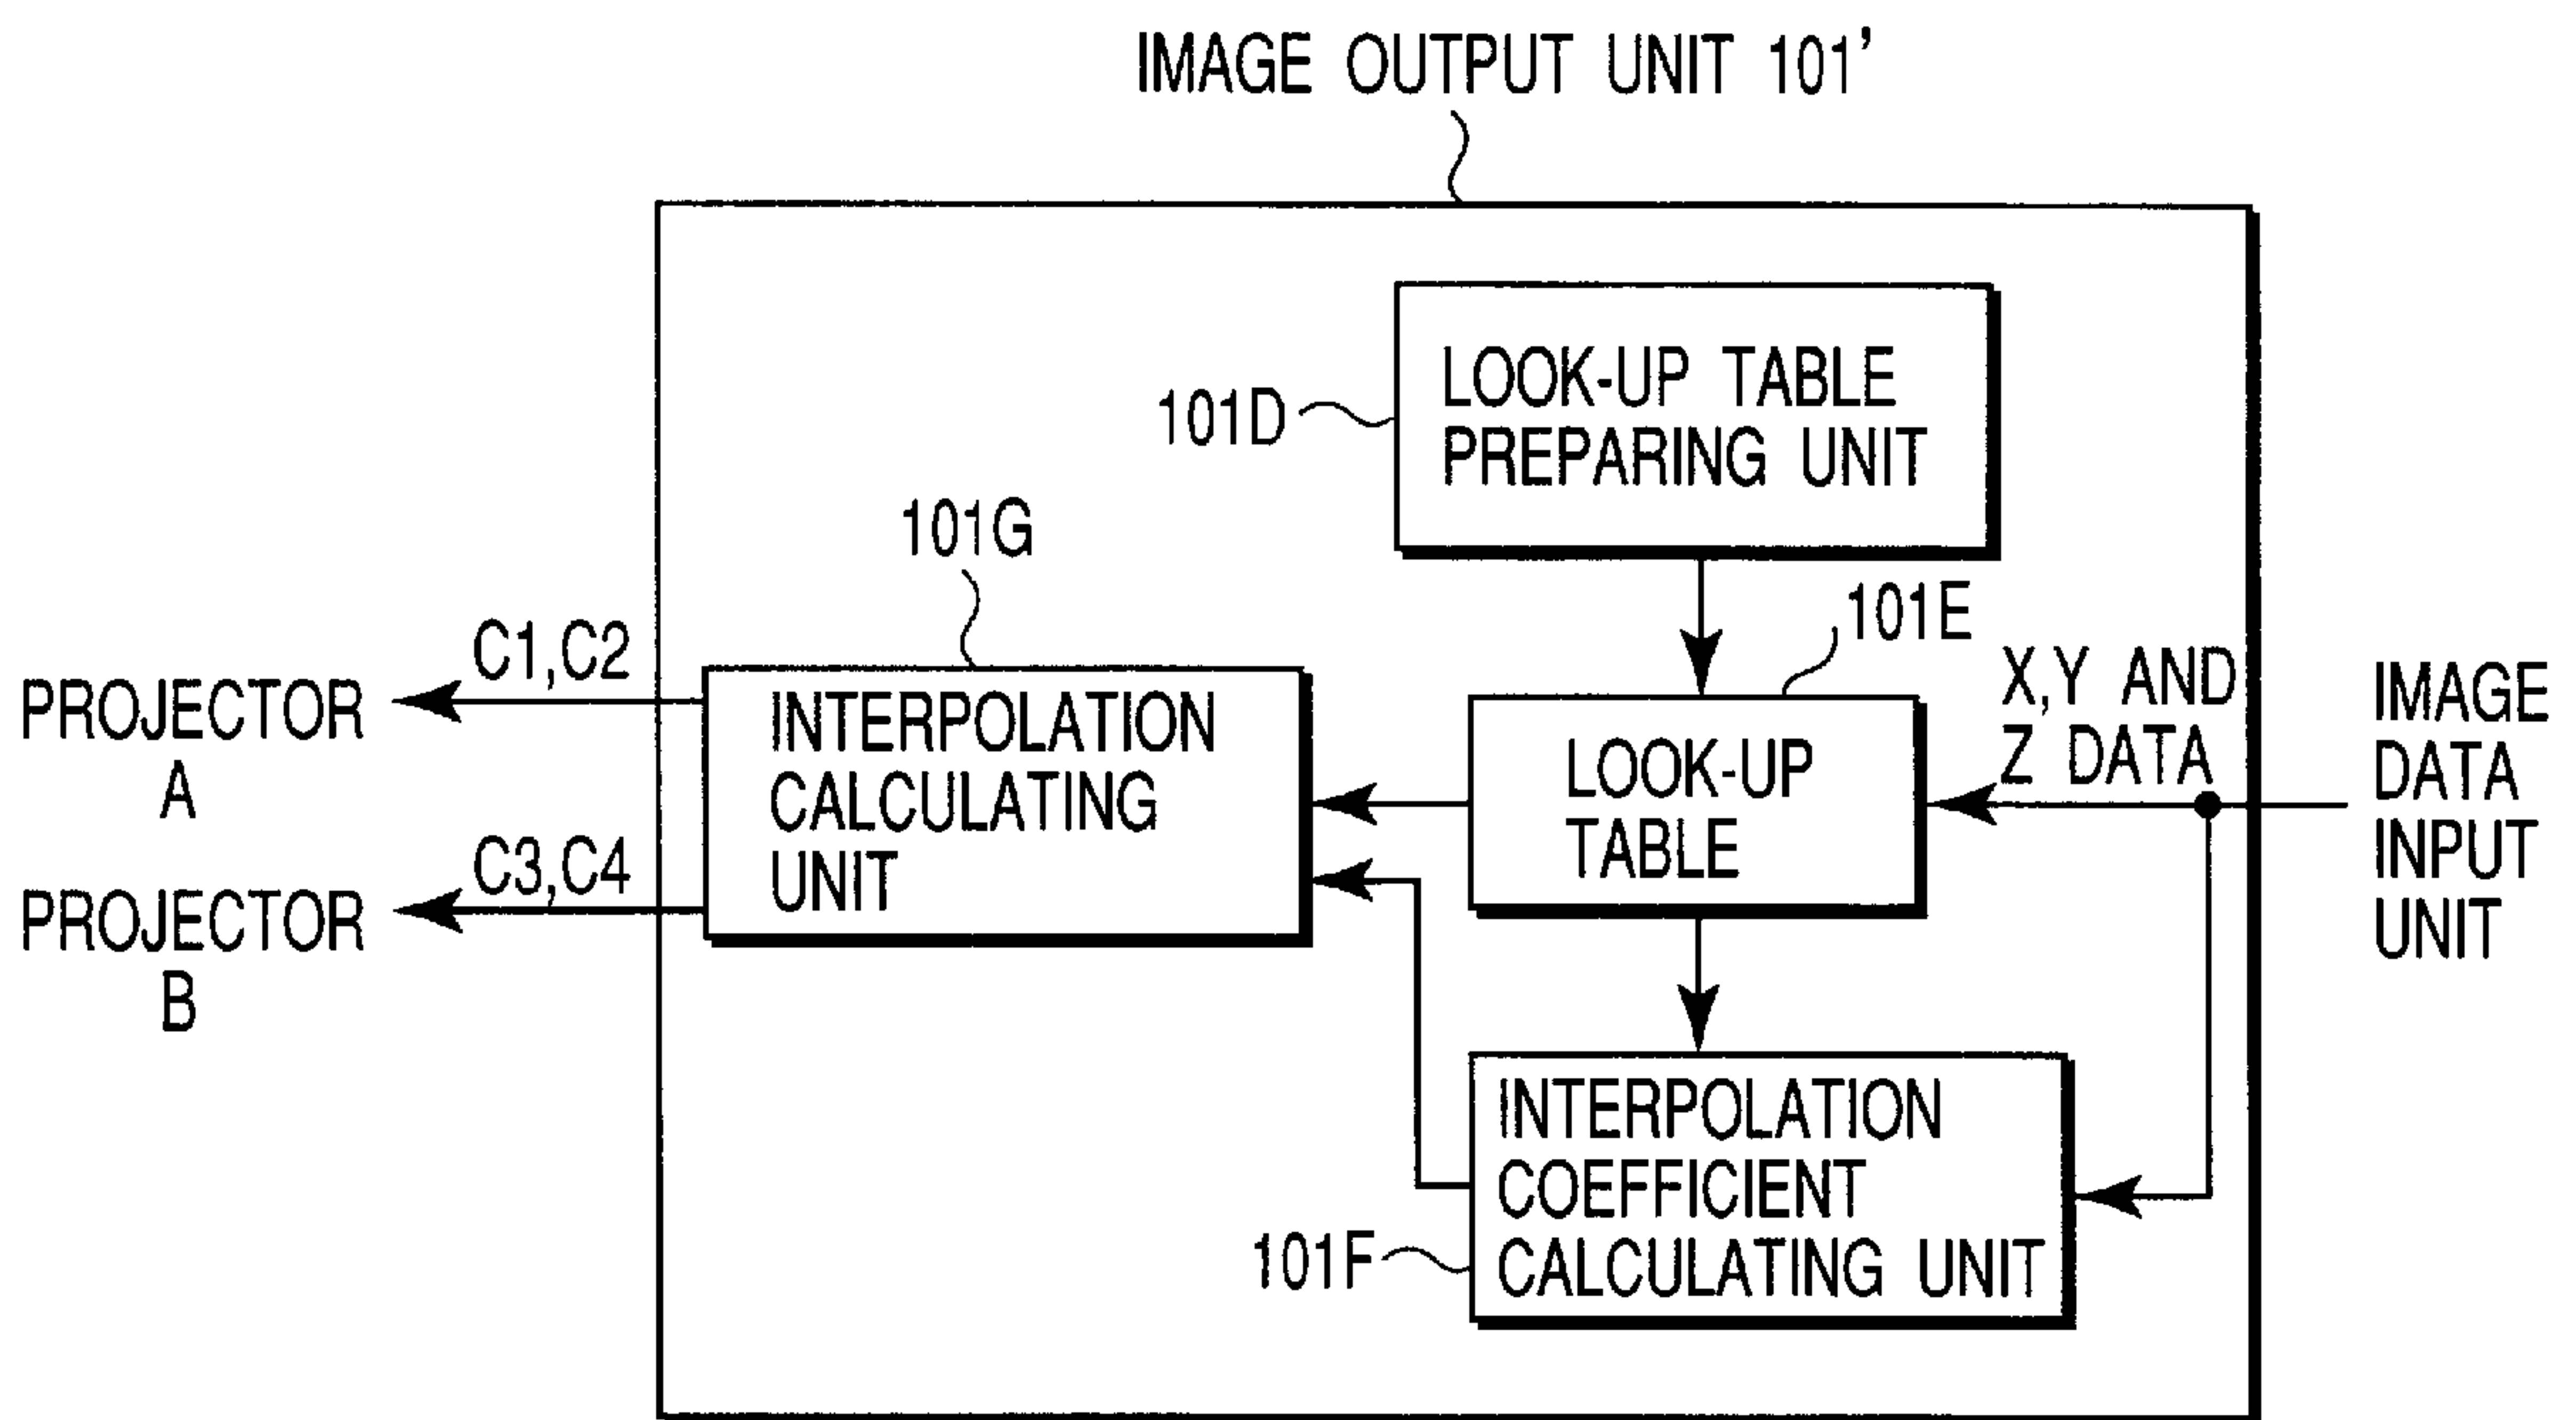 IMAGE OUTPUT UNIT 101'
LOOK-UP TABLE
PREPARING UNIT
101D
101G
101E
C1,C2
PROJECTOR
A
INTERPOLATION
CALCULATING
UNIT
LOOK-UP
TABLE
X,Y AND
Z DATA
IMAGE
DATA
INPUT
UNIT
C3,C4
PROJECTOR
B
INTERPOLATION
COEFFICIENT
CALCULATING UNIT
101F